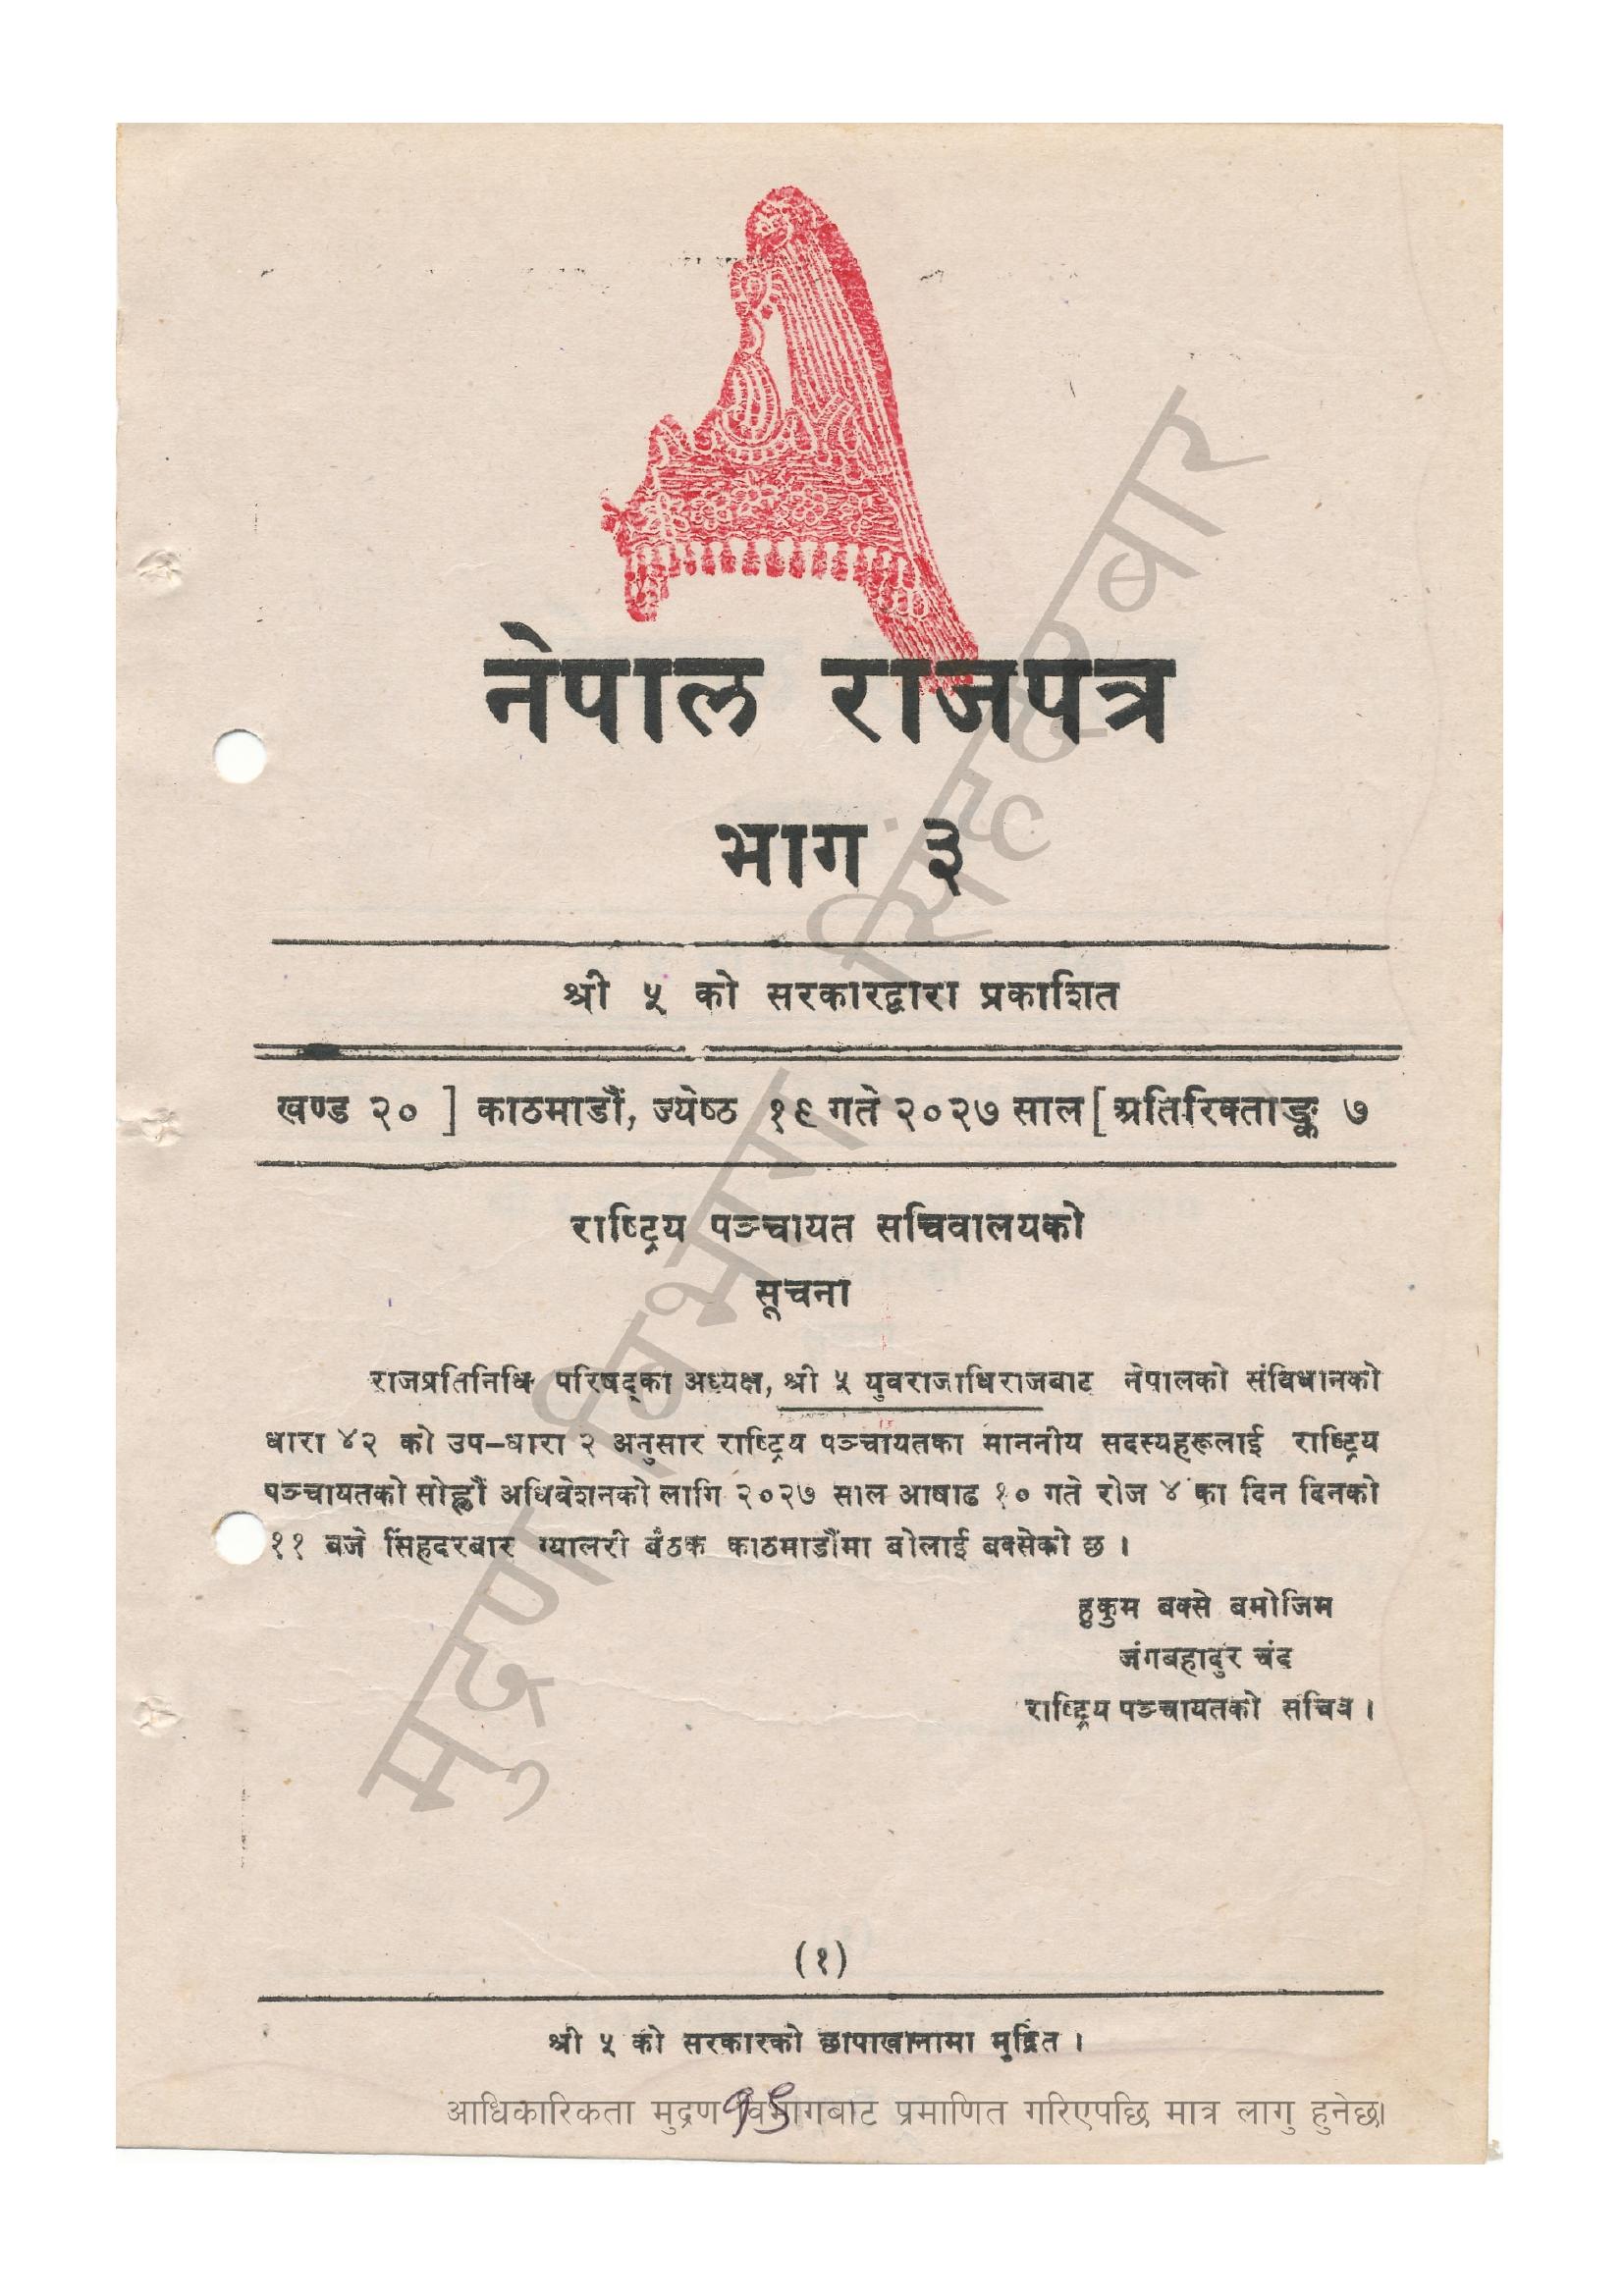 नेपाल राजपत्र
भाग ३
श्री ५ को सरकारद्वारा प्रकाशित
खण्ड २० ] काठमाडौं, ज्येष्ठ १९ गते २०२७ साल [ अतिरिक्ताङ्क ७
राष्ट्रिय पञ्चायत सचिवालयको
सूचना
राजप्रतिनिधि परिषद्का अध्यक्ष, श्री ५ युवराजाधिराजबाट नेपालको संविधानको
धारा ४२ को उप-धारा २ अनुसार राष्ट्रिय पञ्चायतका माननीय सदस्यहरूलाई राष्ट्रिय
पञ्चायतको सोह्रौं अधिवेशनको लागि २०२७ साल आषाढ १० गते रोज ४ का दिन दिनको
११ बजे सिंहदरबार ग्यालरी बैठक काठमाडौंमा बोलाई बक्सेको छ ।
हुकुम बक्से बमोजिम
जंगबहादुर चंद
राष्ट्रिय पञ्चायतको सचिव ।
(१)
श्री ५ को सरकारको छापाखानामा मुद्रित ।
आधिकारिकता मुद्रण विभागबाट प्रमाणित गरिएपछि मात्र लागु हुनेछ।
मुद्रण विभाग, सिंहदरबार